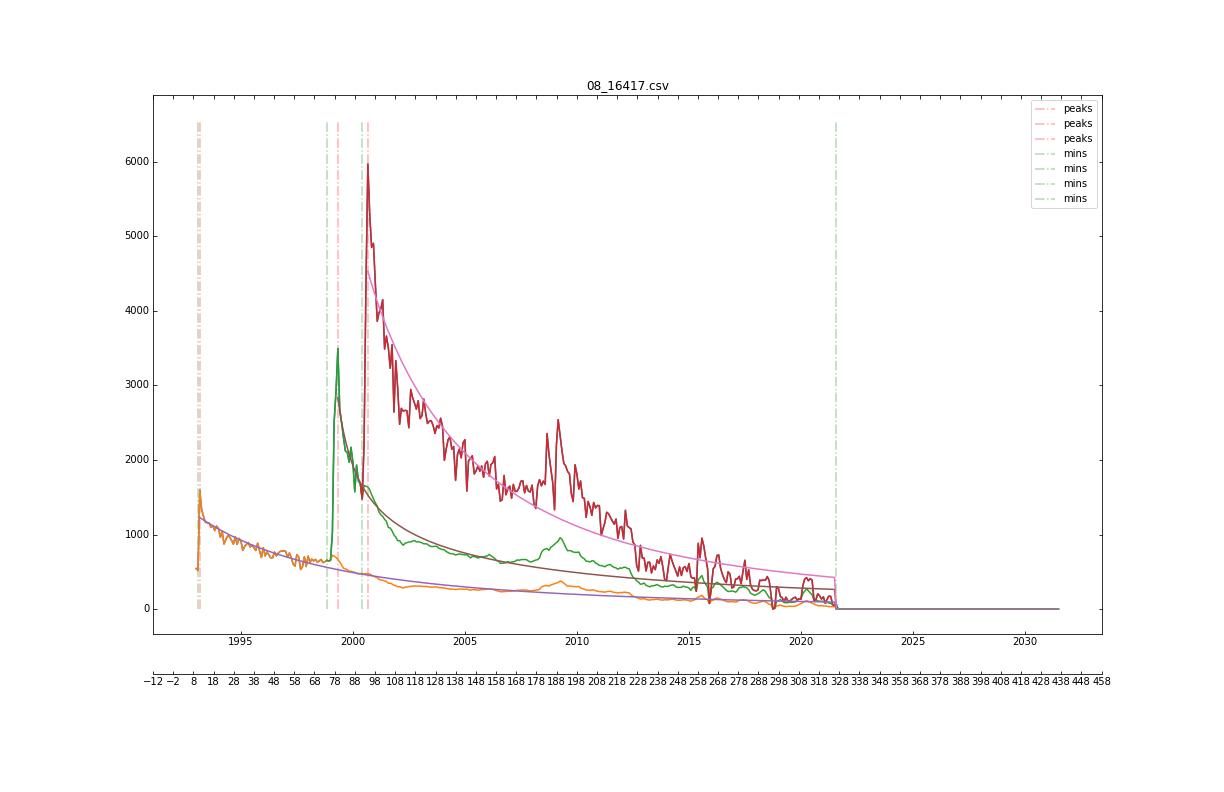 08_16417.csv
peaks
peaks
peaks
mins
mins
mins
mins
6000
5000
4000
3000
2000
1000
0
1995 2000 2005 2010 2015 2020 2025 2030
−12 −2 8 18 28 38 48 58 68 78 88 98 108 118 128 138 148 158 168 178 188 198 208 218 228 238 248 258 268 278 288 298 308 318 328 338 348 358 368 378 388 398 408 418 428 438 448 458